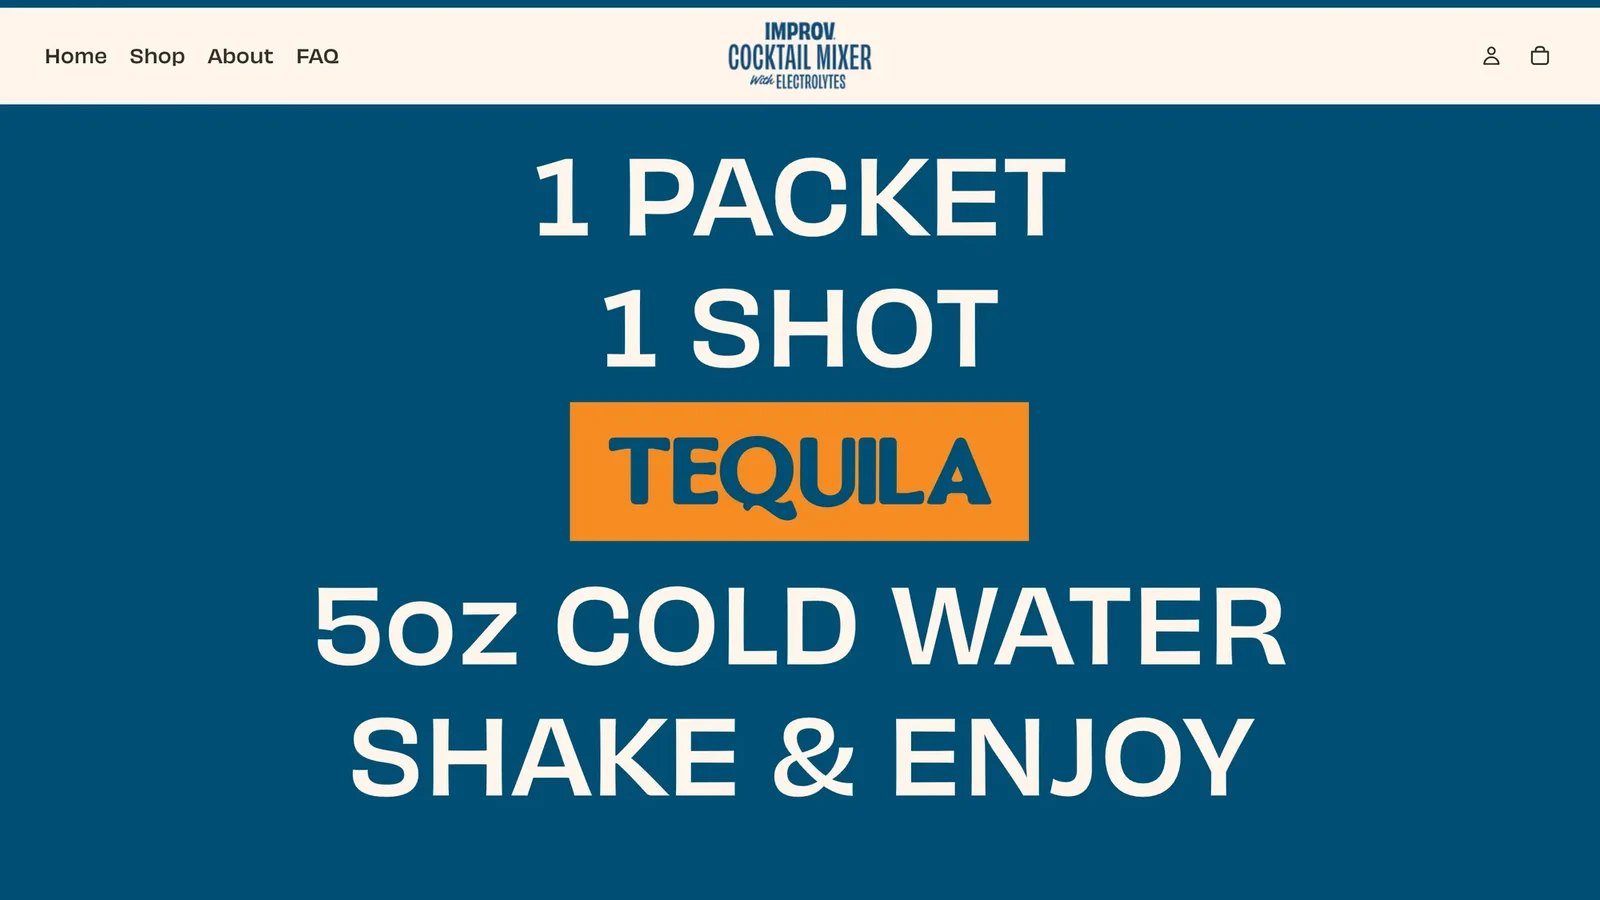 Home Shop About FAQ
IMPROV
COCKTAIL MIXER
With ELECTROLYTES
1 PACKET
1 SHOT
TEQUILA
5oz COLD WATER
SHAKE & ENJOY